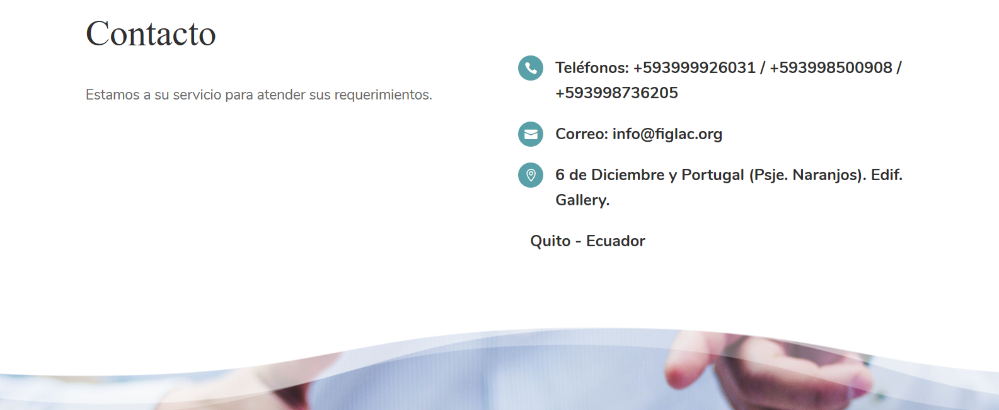 Contacto
Estamos a su servicio para atender sus requerimientos.
Teléfonos: +593999926031 / +593998500908 /
+593998736205
Correo: info@figlac.org
6 de Diciembre y Portugal (Psje. Naranjos). Edif.
Gallery.
Quito - Ecuador